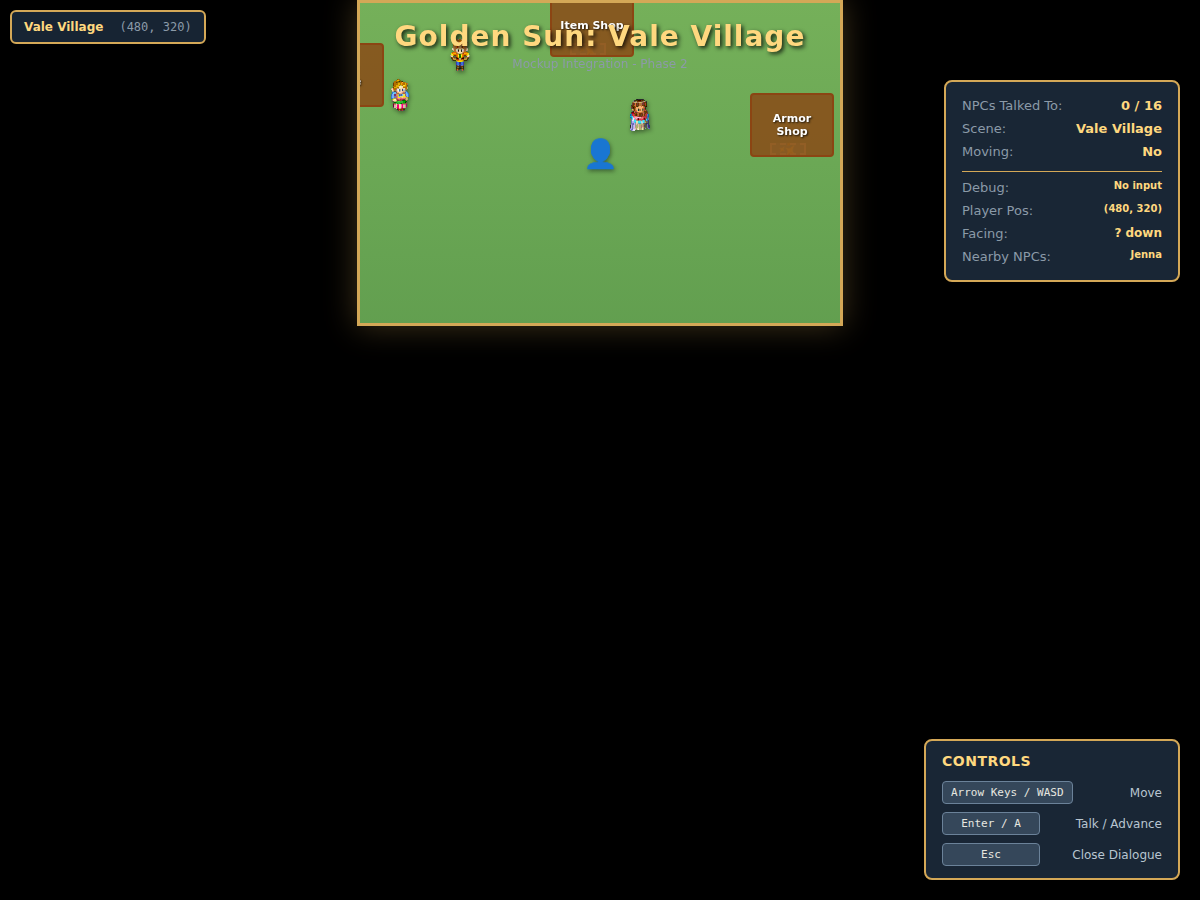 Vale Village (480, 320)
Item Shop
Golden Sun: Vale Village
Armor
Shop
NPCs Talked To: 0 / 16
Scene: Vale Village
Moving: No
Debug: No input
Player Pos: (480, 320)
Facing: ? down
Nearby NPCs: Jenna
CONTROLS
Arrow Keys / WASD Move
Enter / A Talk / Advance
Esc Close Dialogue